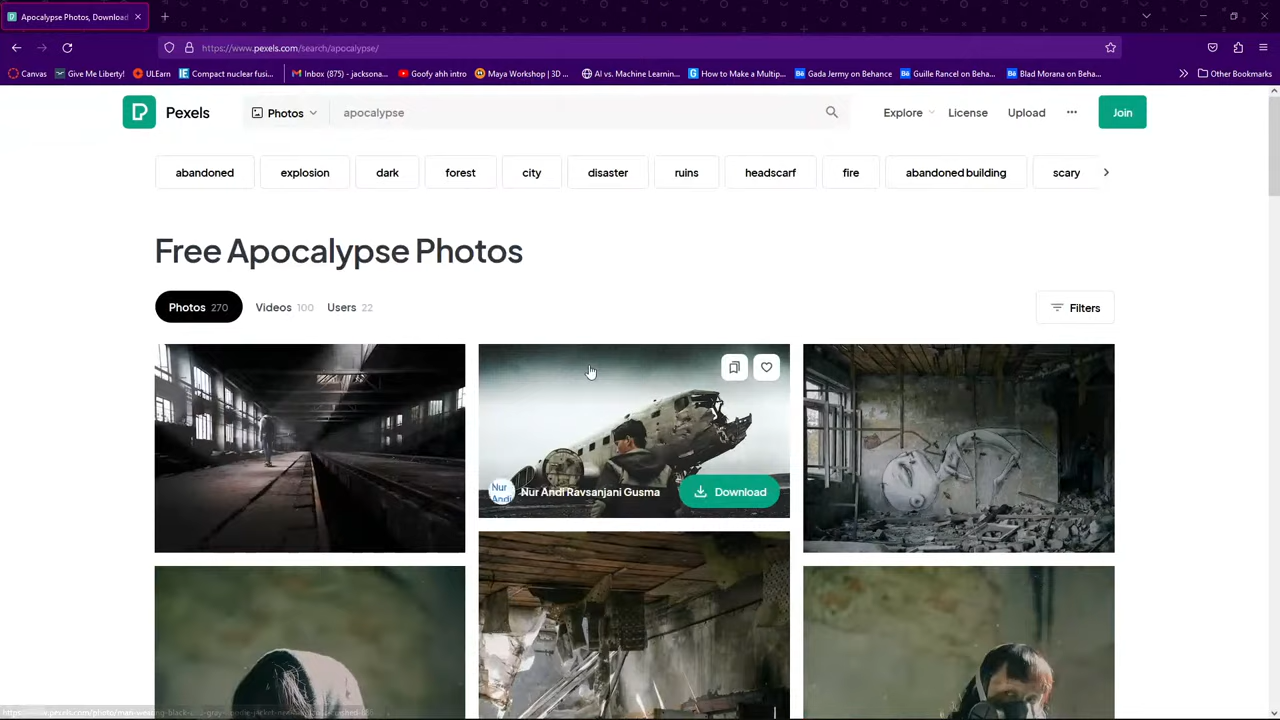 Apocalypse Photos, Download
https://www.pexels.com/search/apocalypse/
Canvas
Give Me Liberty!
ULEarn
Compact nuclear fusi...
Inbox (875) - jacksona...
Goofy ahh intro
Maya Workshop | 3D ...
AI vs. Machine Learnin...
How to Make a Multip...
Gada Jermy on Behance
Guille Rancel on Beha...
Blad Morana on Beha...
Other Bookmarks
Pexels
Photos
apocalypse
Explore
License
Upload
Join
abandoned
explosion
dark
forest
city
disaster
ruins
headscarf
fire
abandoned building
scary
Free Apocalypse Photos
Photos 270
Videos 100
Users 22
Filters
Nur
Andi
Nur Andi Ravsanjani Gusma
Download